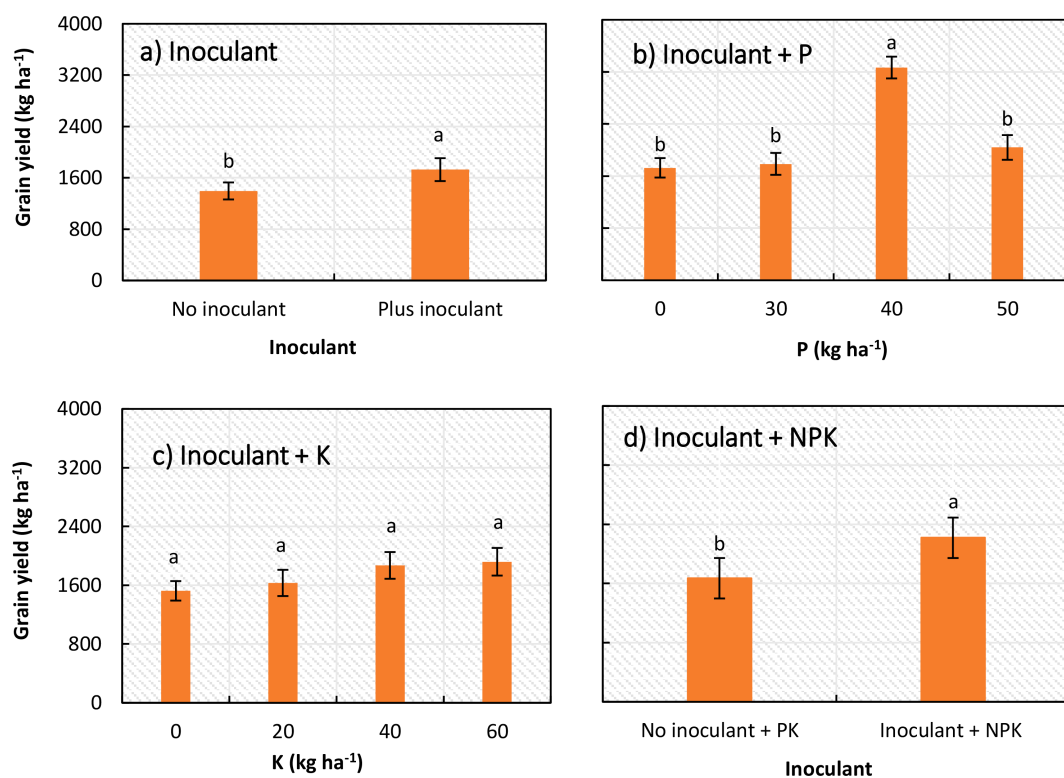 a) Inoculant
Grain yield (kg ha⁻¹)
4000
3200
2400
1600
800
0
b
a
No inoculant Plus inoculant
Inoculant
b) Inoculant + P
b
b
a
b
0 30 40 50
P (kg ha⁻¹)
c) Inoculant + K
Grain yield (kg ha⁻¹)
4000
3200
2400
1600
800
0
a
a
a
a
0 20 40 60
K (kg ha⁻¹)
d) Inoculant + NPK
b
a
No inoculant + PK Inoculant + NPK
Inoculant